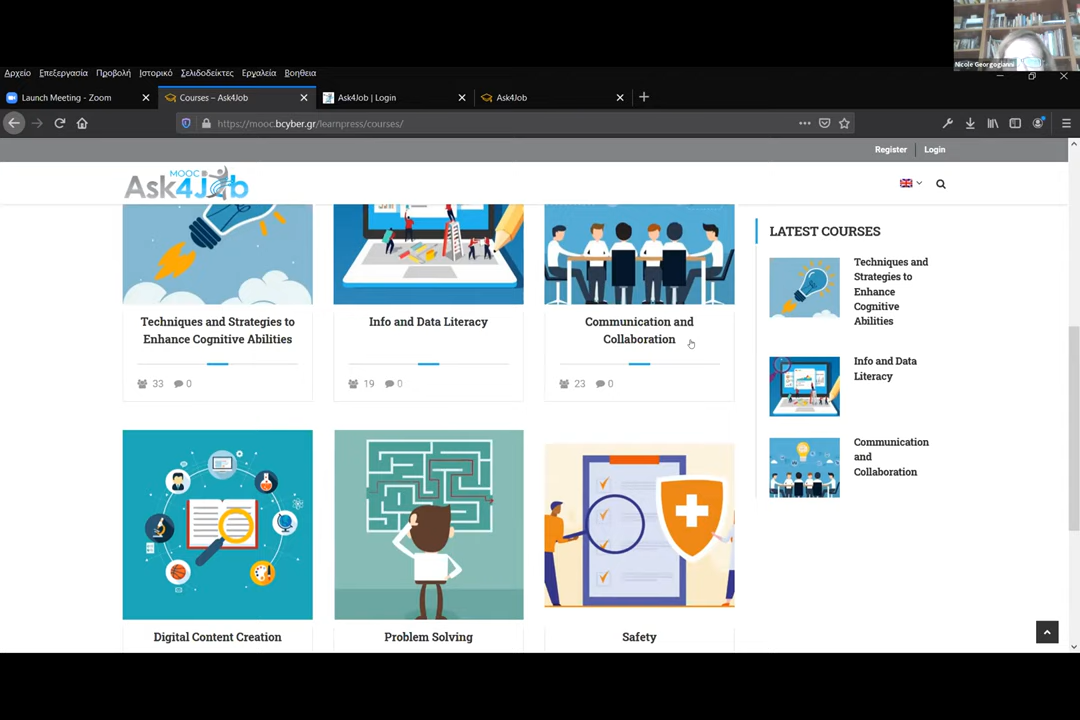 Nicole Georgogianni
Αρχείο Επεξεργασία Προβολή Ιστορικό Σελιδοδείκτες Εργαλεία Βοήθεια
Launch Meeting - Zoom
Courses – Ask4Job
Ask4Job | Login
Ask4Job
https://mooc.bcyber.gr/learnpress/courses/
Register
Login
MOOC
Ask4Job
Techniques and Strategies to
Enhance Cognitive Abilities
33 0
Info and Data Literacy
19 0
Communication and
Collaboration
23 0
Digital Content Creation
Problem Solving
Safety
LATEST COURSES
Techniques and
Strategies to
Enhance
Cognitive
Abilities
Info and Data
Literacy
Communication
and
Collaboration